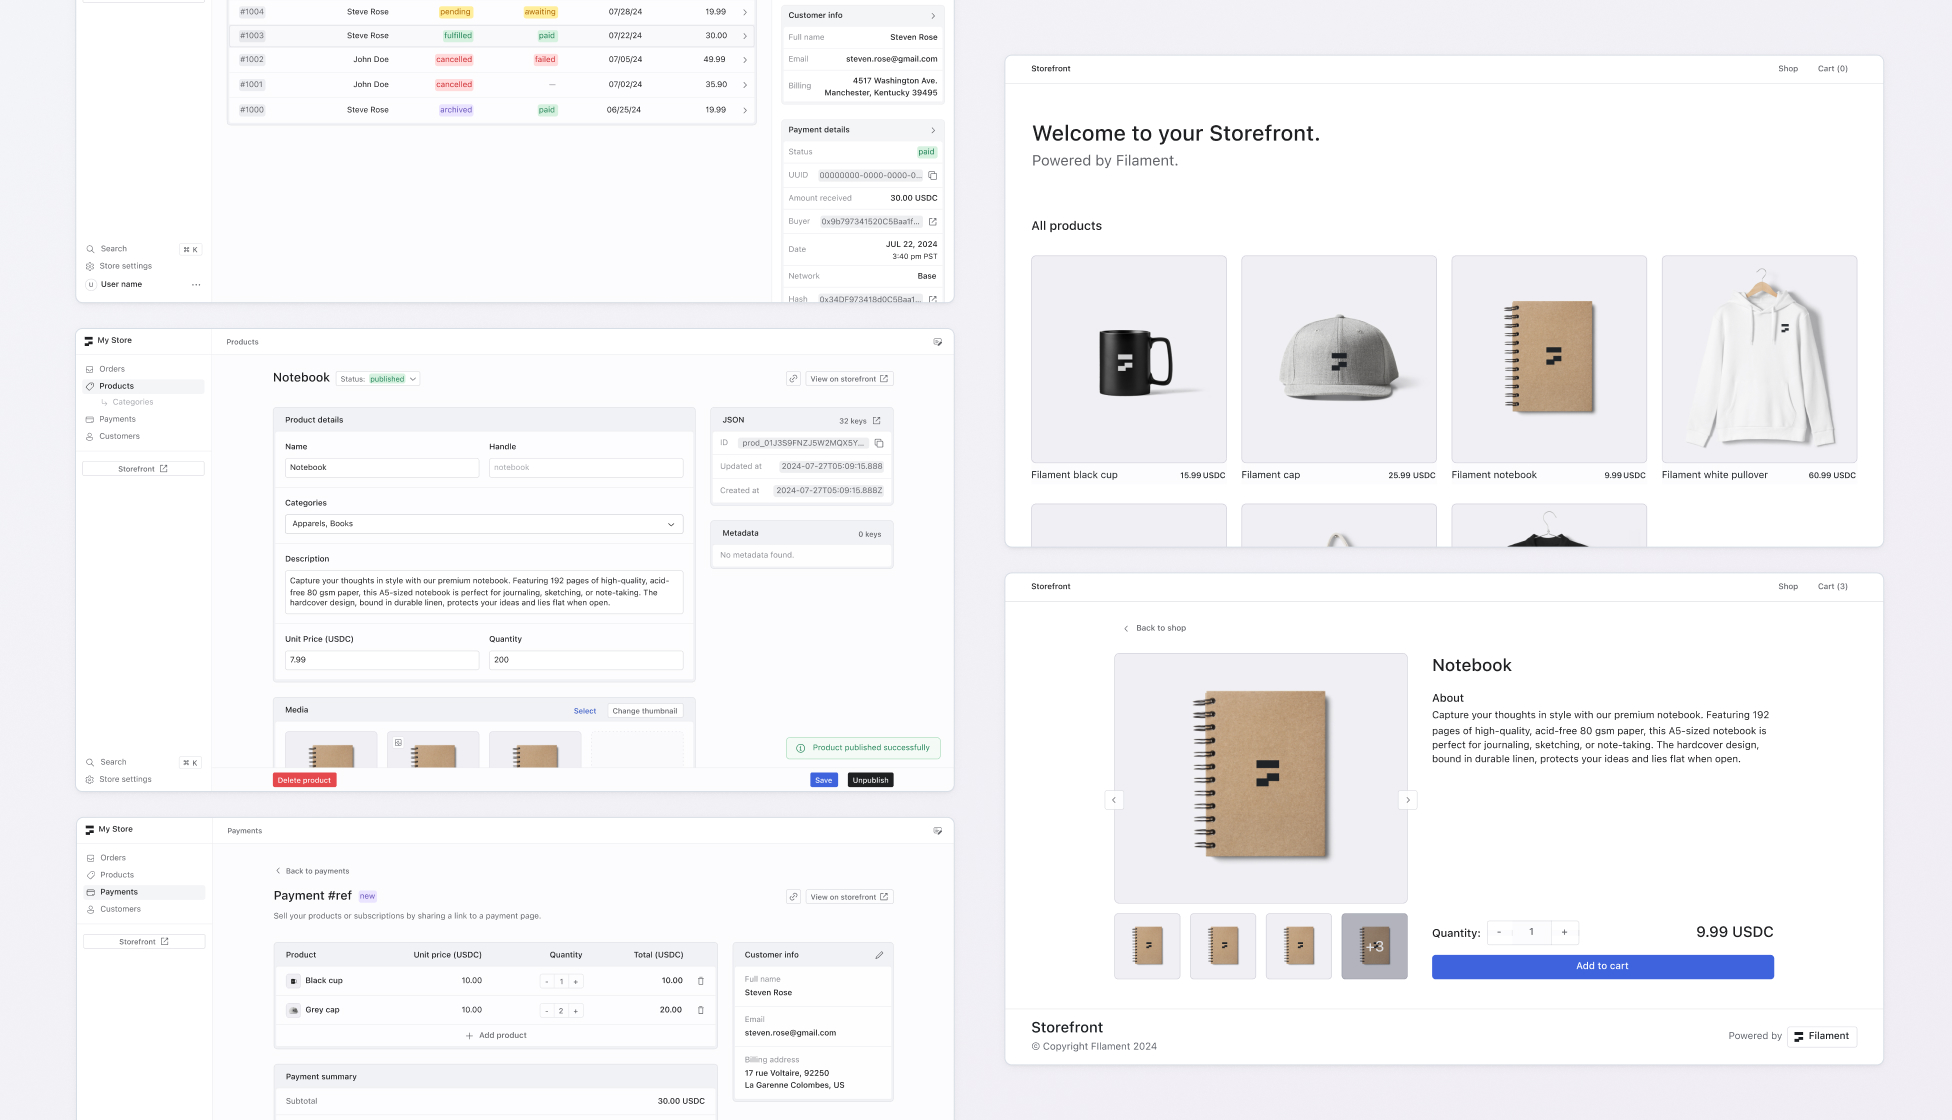 #1004 Steve Rose pending awaiting 07/28/24 19.99
#1003 Steve Rose fulfilled paid 07/22/24 30.00
#1002 John Doe cancelled failed 07/05/24 49.99
#1001 John Doe cancelled — 07/02/24 35.90
#1000 Steve Rose archived paid 06/25/24 19.99
Customer info
Full name Steven Rose
Email steven.rose@gmail.com
Billing 4517 Washington Ave.
Manchester, Kentucky 39495
Payment details
Status paid
UUID 00000000-0000-0000-0...
Amount received 30.00 USDC
Buyer 0x9b797341520C5Baa1f...
Date JUL 22, 2024
3:40 pm PST
Network Base
Hash 0x34DF973418d0C5Baa1...
Search ⌘ K
Store settings
U User name ...
My Store
Orders
Products
Categories
Payments
Customers
Storefront
Search ⌘ K
Store settings
Products
Notebook Status: published
View on storefront
Product details
Name Handle
Notebook notebook
Categories
Apparels, Books
Description
Capture your thoughts in style with our premium notebook. Featuring 192 pages of high-quality, acid-
free 80 gsm paper, this A5-sized notebook is perfect for journaling, sketching, or note-taking. The
hardcover design, bound in durable linen, protects your ideas and lies flat when open.
Unit Price (USDC) Quantity
7.99 200
Media Select Change thumbnail
JSON 32 keys
ID prod_01J3S9FNZJ5W2MQX5Y...
Updated at 2024-07-27T05:09:15.888
Created at 2024-07-27T05:09:15.888Z
Metadata 0 keys
No metadata found.
Product published successfully
Delete product Save Unpublish
My Store
Orders
Products
Payments
Customers
Storefront
Payments
Back to payments
Payment #ref new
View on storefront
Sell your products or subscriptions by sharing a link to a payment page.
Product Unit price (USDC) Quantity Total (USDC)
Black cup 10.00 - 1 + 10.00
Grey cap 10.00 - 2 + 20.00
+ Add product
Payment summary
Subtotal 30.00 USDC
Customer info
Full name
Steven Rose
Email
steven.rose@gmail.com
Billing address
17 rue Voltaire, 92250
La Garenne Colombes, US
Storefront Shop Cart (0)
Welcome to your Storefront.
Powered by Filament.
All products
Filament black cup 15.99 USDC
Filament cap 25.99 USDC
Filament notebook 9.99 USDC
Filament white pullover 60.99 USDC
Storefront Shop Cart (3)
Back to shop
Notebook
About
Capture your thoughts in style with our premium notebook. Featuring 192
pages of high-quality, acid-free 80 gsm paper, this A5-sized notebook is
perfect for journaling, sketching, or note-taking. The hardcover design,
bound in durable linen, protects your ideas and lies flat when open.
+3
Quantity: - 1 + 9.99 USDC
Add to cart
Storefront
© Copyright FIlament 2024
Powered by Filament